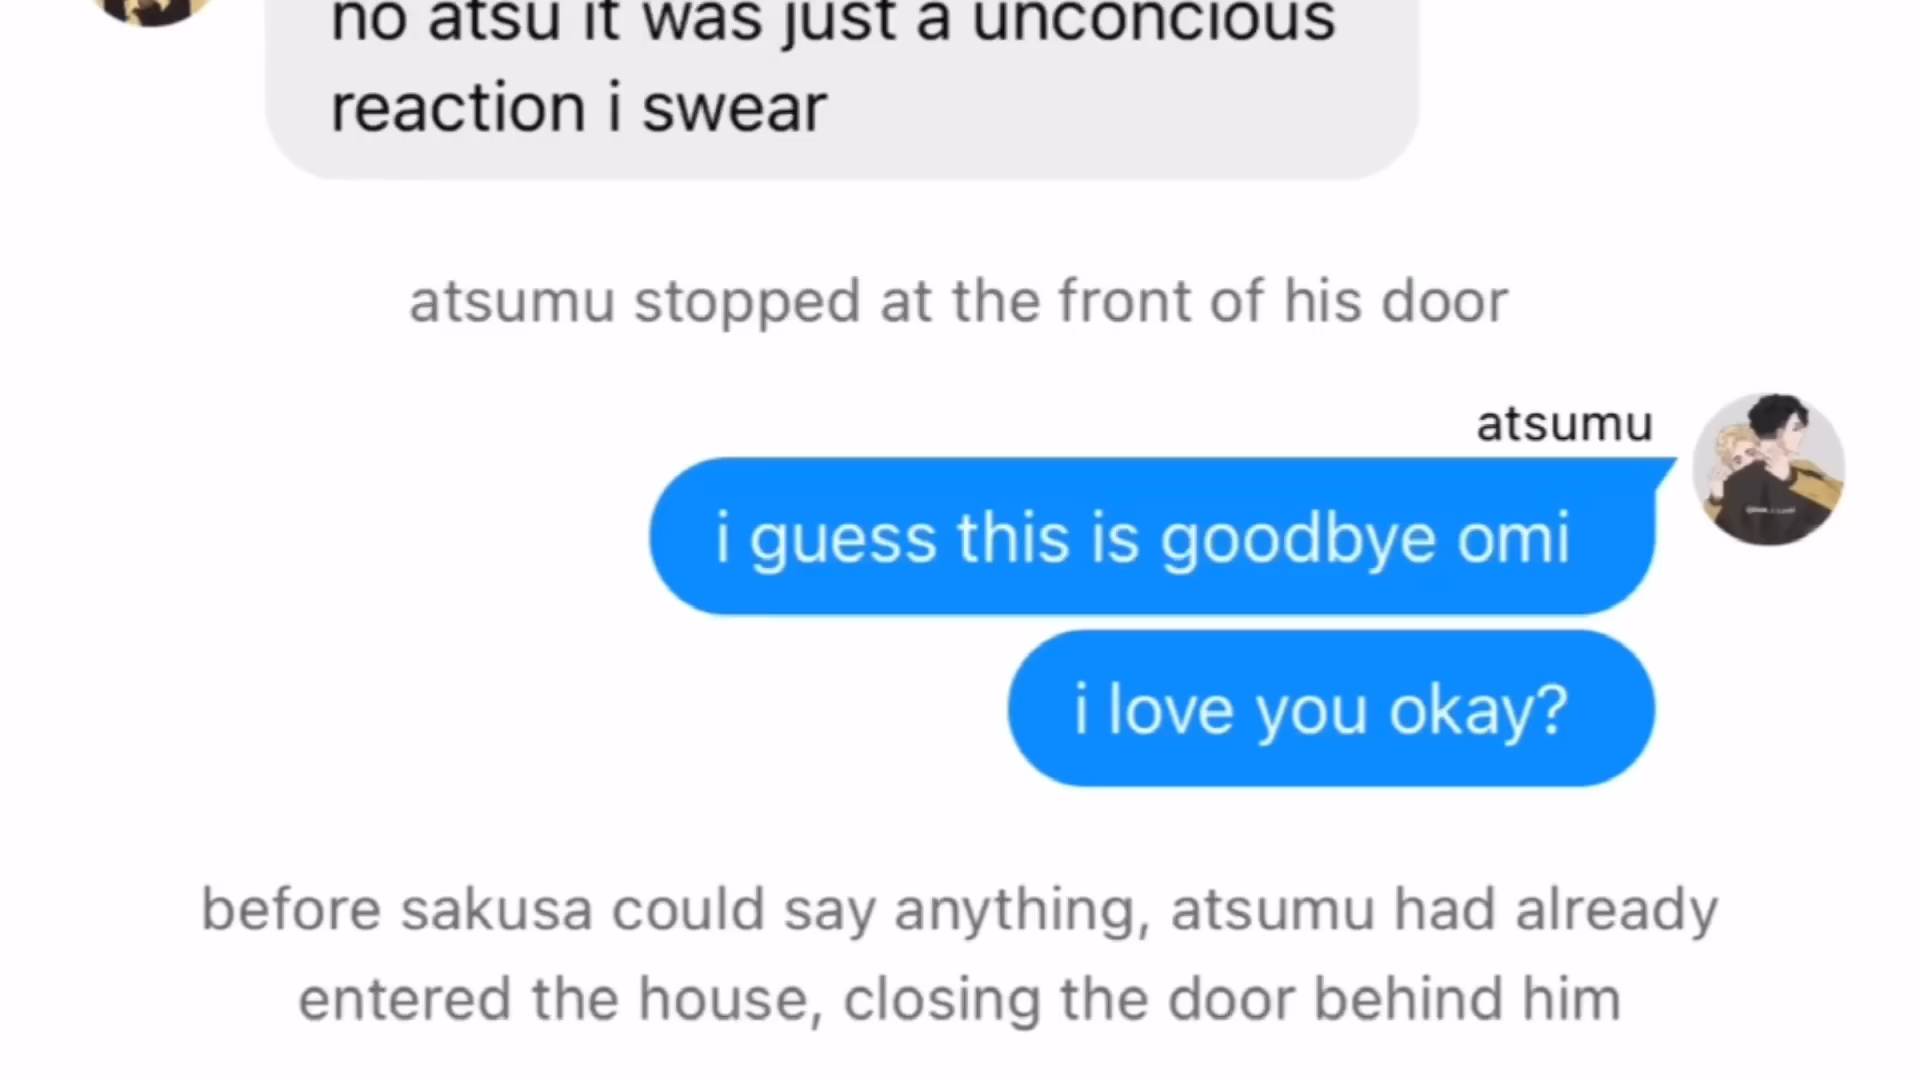 no atsu it was just a unconcious
reaction i swear
atsumu stopped at the front of his door
atsumu
i guess this is goodbye omi
i love you okay?
before sakusa could say anything, atsumu had already
entered the house, closing the door behind him